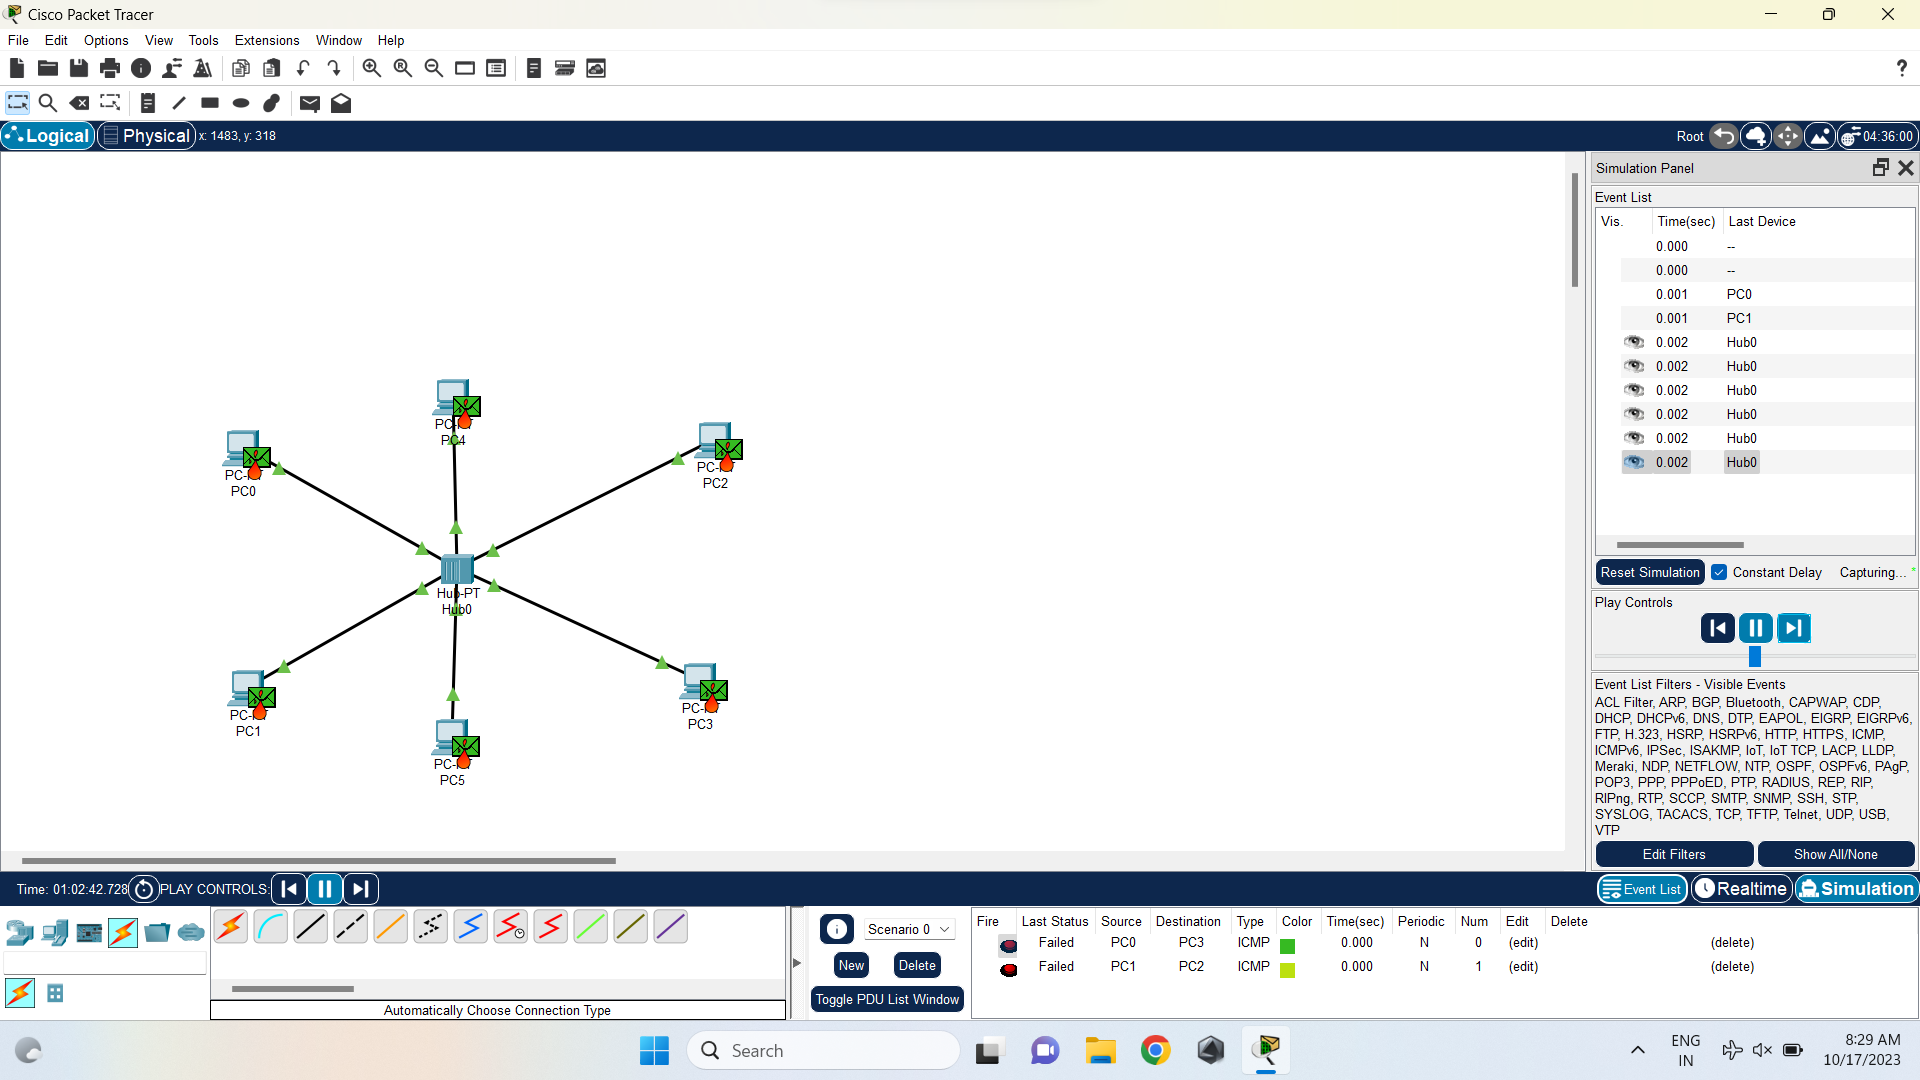 Cisco Packet Tracer
File Edit Options View Tools Extensions Window Help
?
Logical Physical x: 1483, y: 318 Root 04:36:00
Simulation Panel
Event List
Vis. Time(sec) Last Device
0.000 --
0.000 --
0.001 PC0
0.001 PC1
0.002 Hub0
0.002 Hub0
0.002 Hub0
0.002 Hub0
0.002 Hub0
0.002 Hub0
Reset Simulation Constant Delay Capturing...
Play Controls
Event List Filters - Visible Events
ACL Filter, ARP, BGP, Bluetooth, CAPWAP, CDP,
DHCP, DHCPv6, DNS, DTP, EAPOL, EIGRP, EIGRPv6,
FTP, H.323, HSRP, HSRPv6, HTTP, HTTPS, ICMP,
ICMPv6, IPSec, ISAKMP, IoT, IoT TCP, LACP, LLDP,
Meraki, NDP, NETFLOW, NTP, OSPF, OSPFv6, PAgP,
POP3, PPP, PPPoED, PTP, RADIUS, REP, RIP,
RIPng, RTP, SCCP, SMTP, SNMP, SSH, STP,
SYSLOG, TACACS, TCP, TFTP, Telnet, UDP, USB,
VTP
Edit Filters Show All/None
PC4
PC0
PC2
Hub-PT
Hub0
PC1
PC3
PC5
Time: 01:02:42.728 PLAY CONTROLS: Event List Realtime Simulation
Automatically Choose Connection Type
Scenario 0
New Delete
Toggle PDU List Window
Fire Last Status Source Destination Type Color Time(sec) Periodic Num Edit Delete
Failed PC0 PC3 ICMP 0.000 N 0 (edit) (delete)
Failed PC1 PC2 ICMP 0.000 N 1 (edit) (delete)
Search
ENG
IN
8:29 AM
10/17/2023